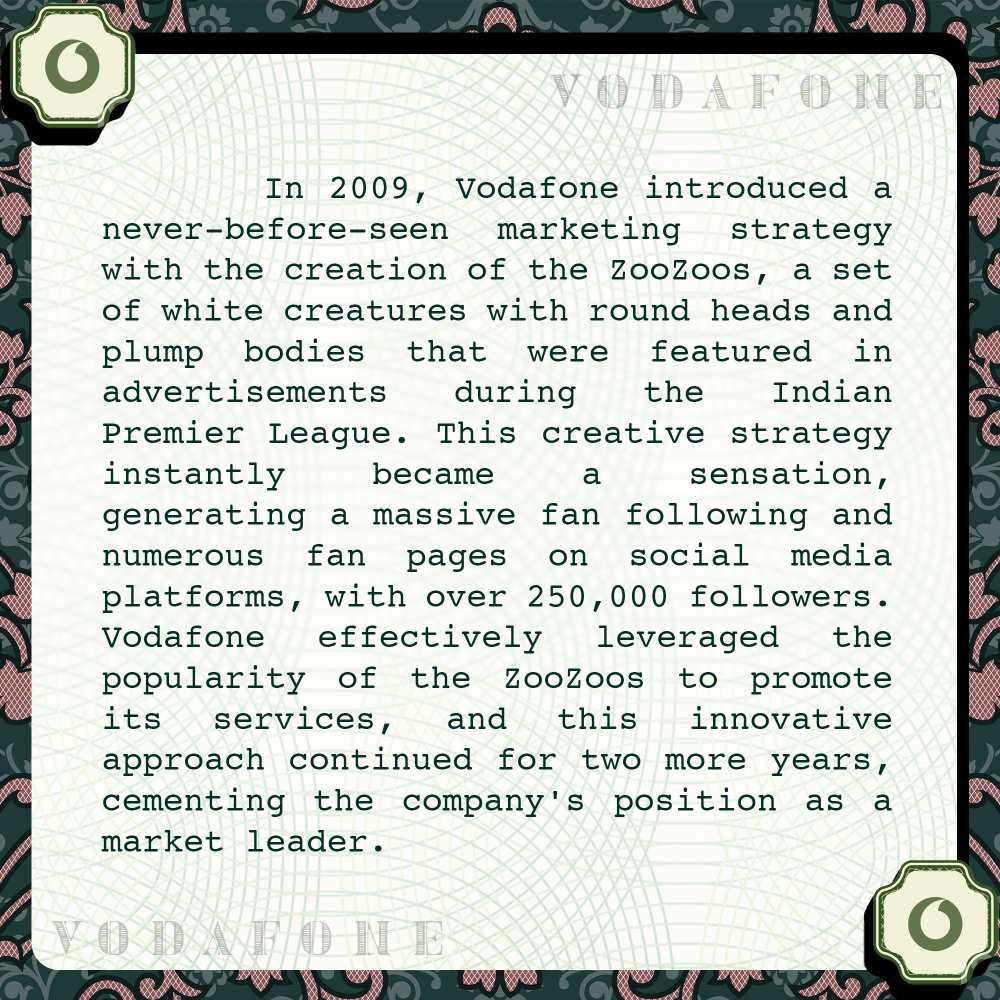 VODAFONE
In 2009, Vodafone introduced a
never-before-seen marketing strategy
with the creation of the ZooZoos, a set
of white creatures with round heads and
plump bodies that were featured in
advertisements during the Indian
Premier League. This creative strategy
instantly became a sensation,
generating a massive fan following and
numerous fan pages on social media
platforms, with over 250,000 followers.
Vodafone effectively leveraged the
popularity of the ZooZoos to promote
its services, and this innovative
approach continued for two more years,
cementing the company's position as a
market leader.
VODAFONE